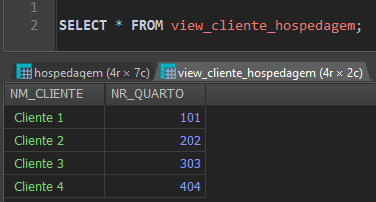 1
2 SELECT * FROM view_cliente_hospedagem;
hospedagem (4r × 7c) view_cliente_hospedagem (4r × 2c)
NM_CLIENTE NR_QUARTO
Cliente 1 101
Cliente 2 202
Cliente 3 303
Cliente 4 404